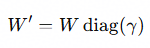 W′ = W diag(γ)